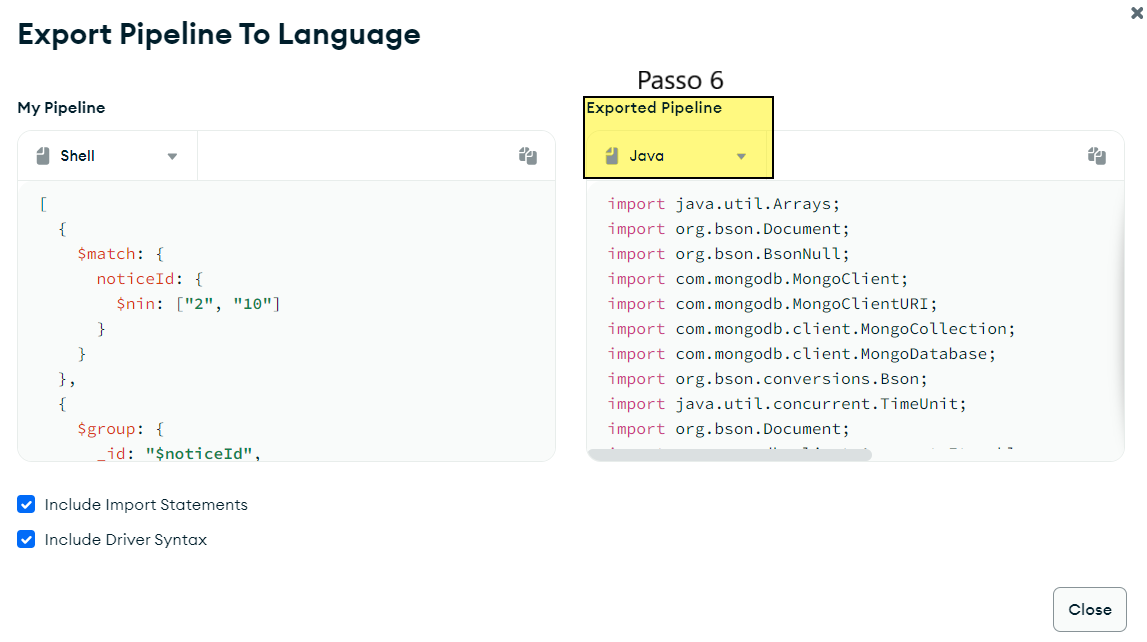 Export Pipeline To Language
Passo 6
My Pipeline
Shell
[
{
$match: {
noticeId: {
$nin: ["2", "10"]
}
}
},
{
$group: {
_id: "$noticeId",
Exported Pipeline
Java
import java.util.Arrays;
import org.bson.Document;
import org.bson.BsonNull;
import com.mongodb.MongoClient;
import com.mongodb.MongoClientURI;
import com.mongodb.client.MongoCollection;
import com.mongodb.client.MongoDatabase;
import org.bson.conversions.Bson;
import java.util.concurrent.TimeUnit;
import org.bson.Document;
Include Import Statements
Include Driver Syntax
Close